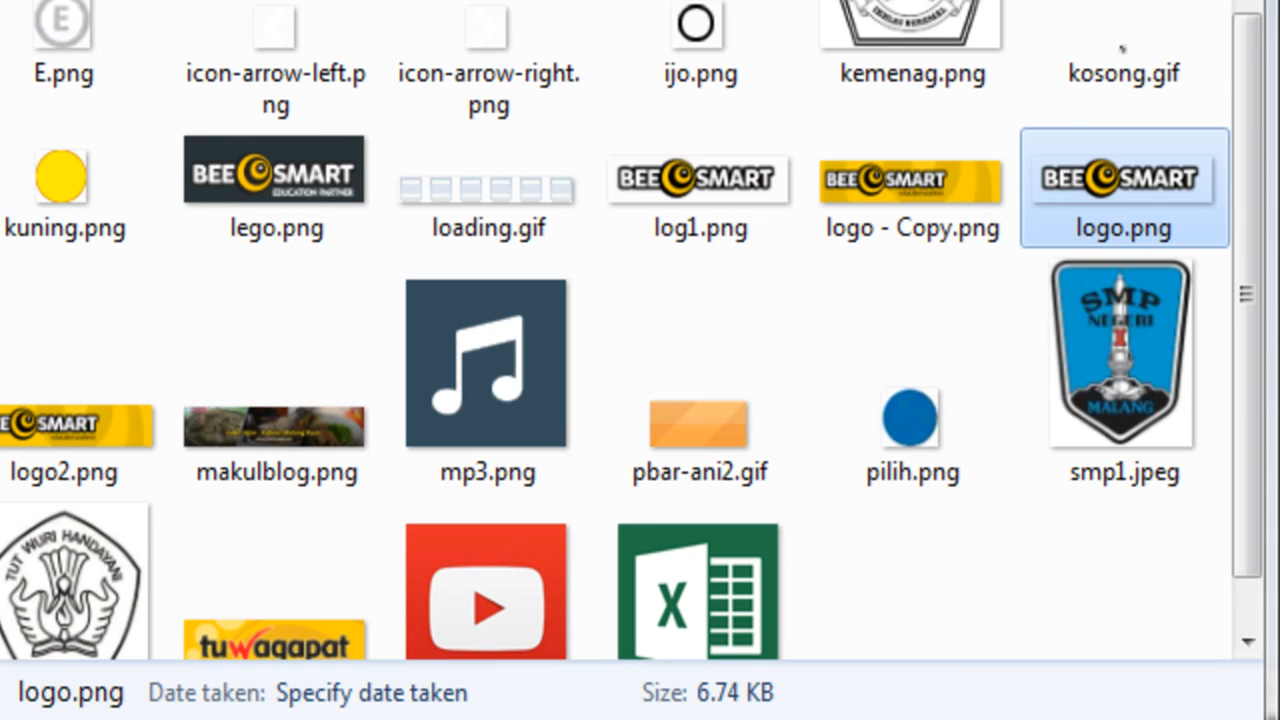 E
E.png
icon-arrow-left.p
ng
icon-arrow-right.
png
ijo.png
kemenag.png
kosong.gif
BEE SMART
EDUCATION PARTNER
BEE SMART
BEE SMART
BEE SMART
kuning.png
lego.png
loading.gif
log1.png
logo - Copy.png
logo.png
SMP
NEGERI
1
MALANG
E SMART
logo2.png
makulblog.png
mp3.png
pbar-ani2.gif
pilih.png
smp1.jpeg
TUT WURI HANDAYANI
tuwagapat
X
logo.png Date taken: Specify date taken Size: 6.74 KB